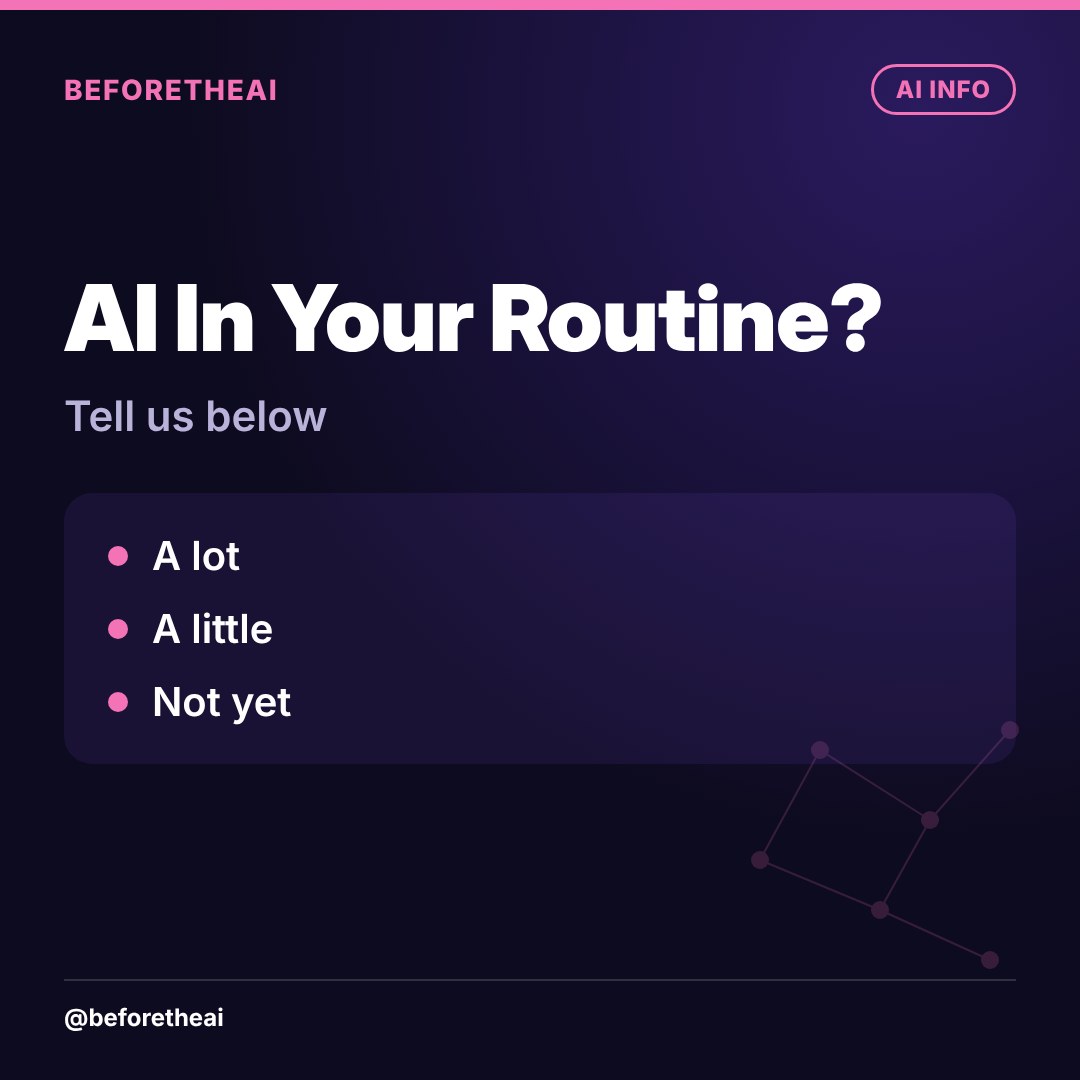 BEFORETHEAI
AI INFO
AI In Your Routine?
Tell us below
A lot
A little
Not yet
@beforetheai